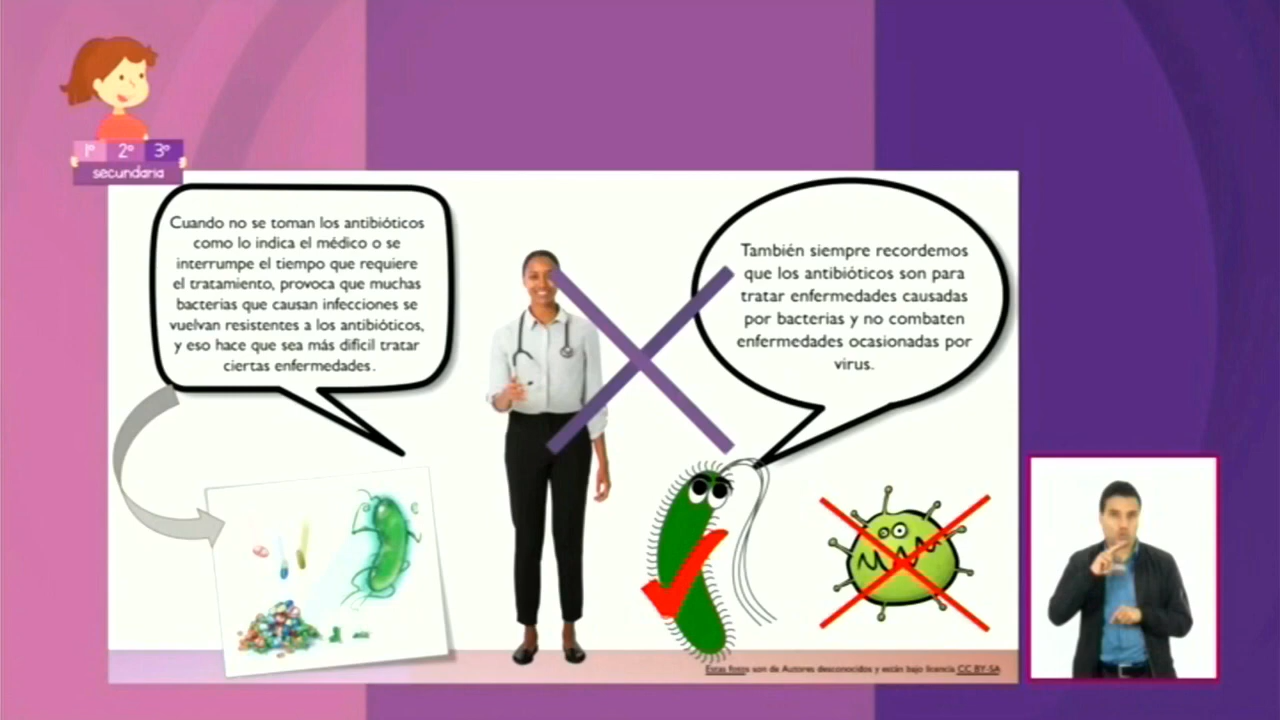 1º 2º 3º
secundaria
Cuando no se toman los antibióticos
como lo indica el médico o se
interrumpe el tiempo que requiere
el tratamiento, provoca que muchas
bacterias que causan infecciones se
vuelvan resistentes a los antibióticos,
y eso hace que sea más difícil tratar
ciertas enfermedades.
También siempre recordemos
que los antibióticos son para
tratar enfermedades causadas
por bacterias y no combaten
enfermedades ocasionadas por
virus.
Estas fotos son de Autores desconocidos y están bajo licencia CC BY-SA